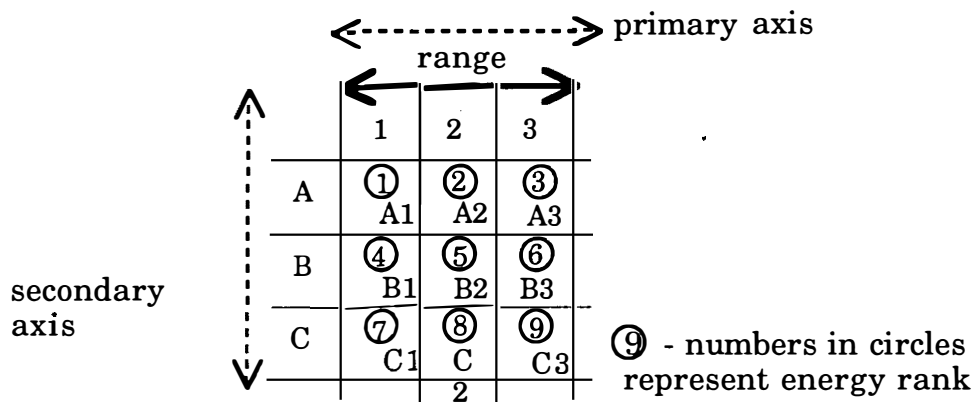 primary axis
range
1 2 3
A 1 2 3
A1 A2 A3
B 4 5 6
B1 B2 B3
secondary
axis
C 7 8 9
C1 C C3
2
9 - numbers in circles
represent energy rank